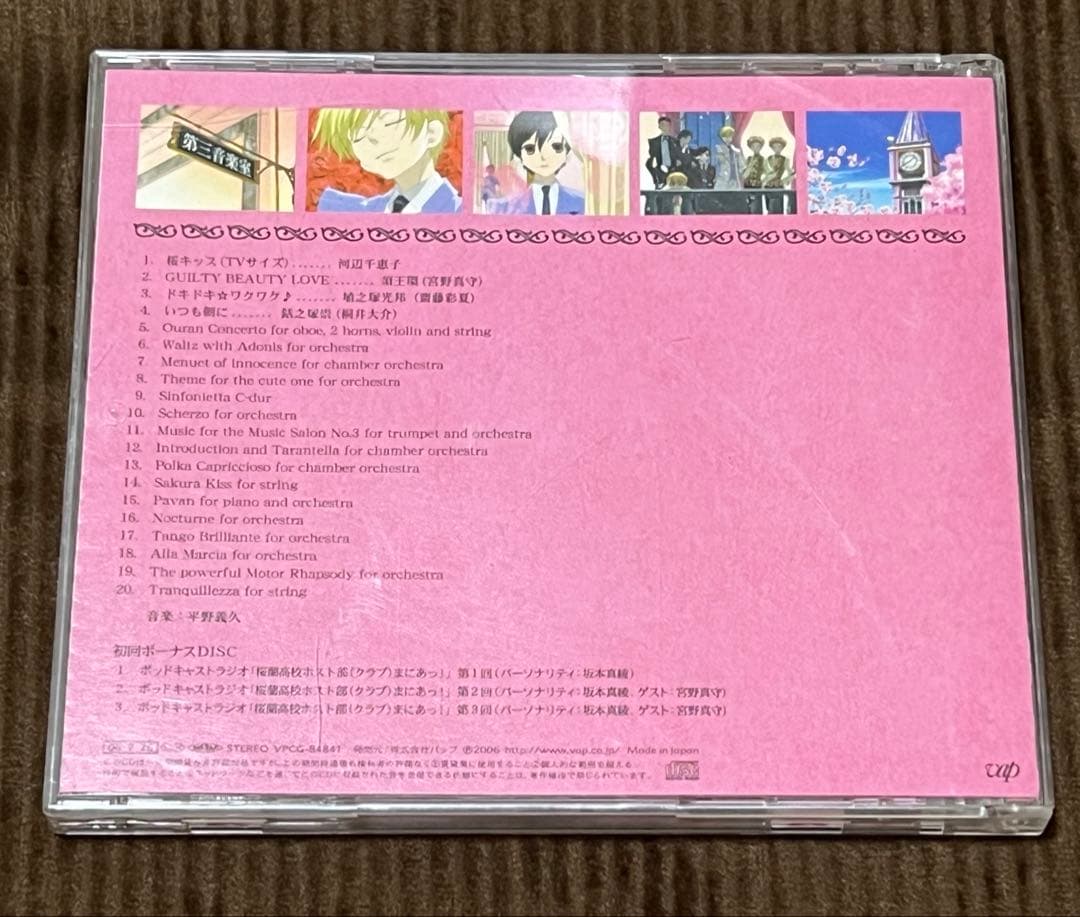 第三音楽室
1. 桜キッス(TVサイズ)....... 河辺千恵子
2. GUILTY BEAUTY LOVE ....... 須王環(宮野真守)
3. ドキドキ☆ワクワク♪....... 埴之塚光邦(齋藤彩夏)
4. いつも側に....... 銛之塚崇(桐井大介)
5. Ouran Concerto for oboe, 2 horns, violin and string
6. Waltz with Adonis for orchestra
7. Menuet of innocence for chamber orchestra
8. Theme for the cute one for orchestra
9. Sinfonietta C-dur
10. Scherzo for orchestra
11. Music for the Music Salon No.3 for trumpet and orchestra
12. Introduction and Tarantella for chamber orchestra
13. Polka Capriccioso for chamber orchestra
14. Sakura Kiss for string
15. Pavan for piano and orchestra
16. Nocturne for orchestra
17. Tango Brilliante for orchestra
18. Alla Marcia for orchestra
19. The powerful Motor Rhapsody for orchestra
20. Tranquillezza for string
音楽:平野義久
初回ボーナスDISC
1. ポッドキャストラジオ「桜蘭高校ホスト部(クラブ)まにあっ!」第1回(パーソナリティ:坂本真綾)
2. ポッドキャストラジオ「桜蘭高校ホスト部(クラブ)まにあっ!」第2回(パーソナリティ:坂本真綾、ゲスト:宮野真守)
3. ポッドキャストラジオ「桜蘭高校ホスト部(クラブ)まにあっ!」第3回(パーソナリティ:坂本真綾、ゲスト:宮野真守)
STEREO VPCG-84841 発売元:株式会社バップ Ⓟ2006 http://www.vap.co.jp/ Made in Japan
vap